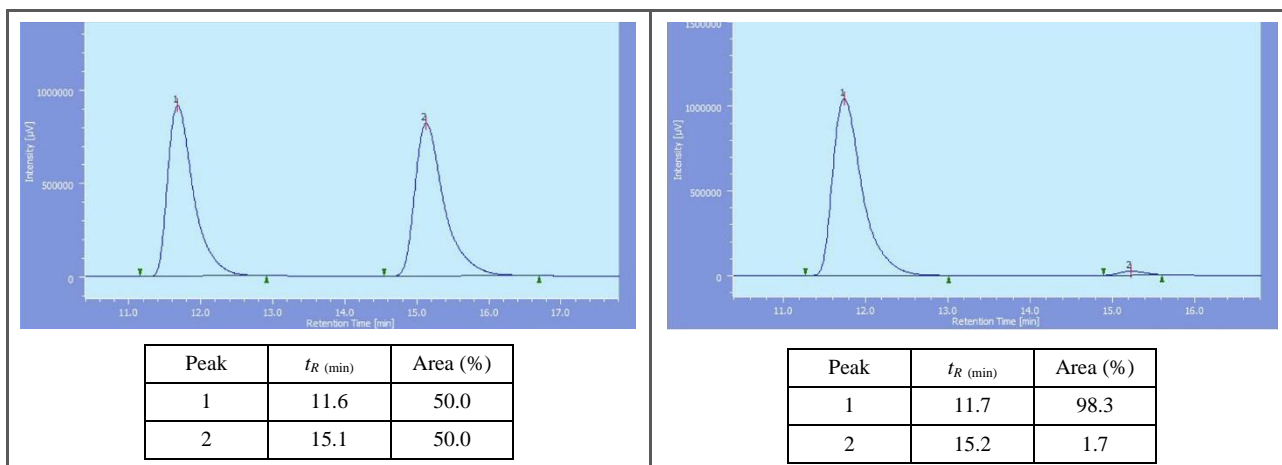 1000000
500000
0
Intensity [µV]
1
2
11.0 12.0 13.0 14.0 15.0 16.0 17.0
Retention Time [min]
Peak tR (min) Area (%)
1 11.6 50.0
2 15.1 50.0
1500000
1000000
500000
0
Intensity [µV]
1
2
11.0 12.0 13.0 14.0 15.0 16.0
Retention Time [min]
Peak tR (min) Area (%)
1 11.7 98.3
2 15.2 1.7